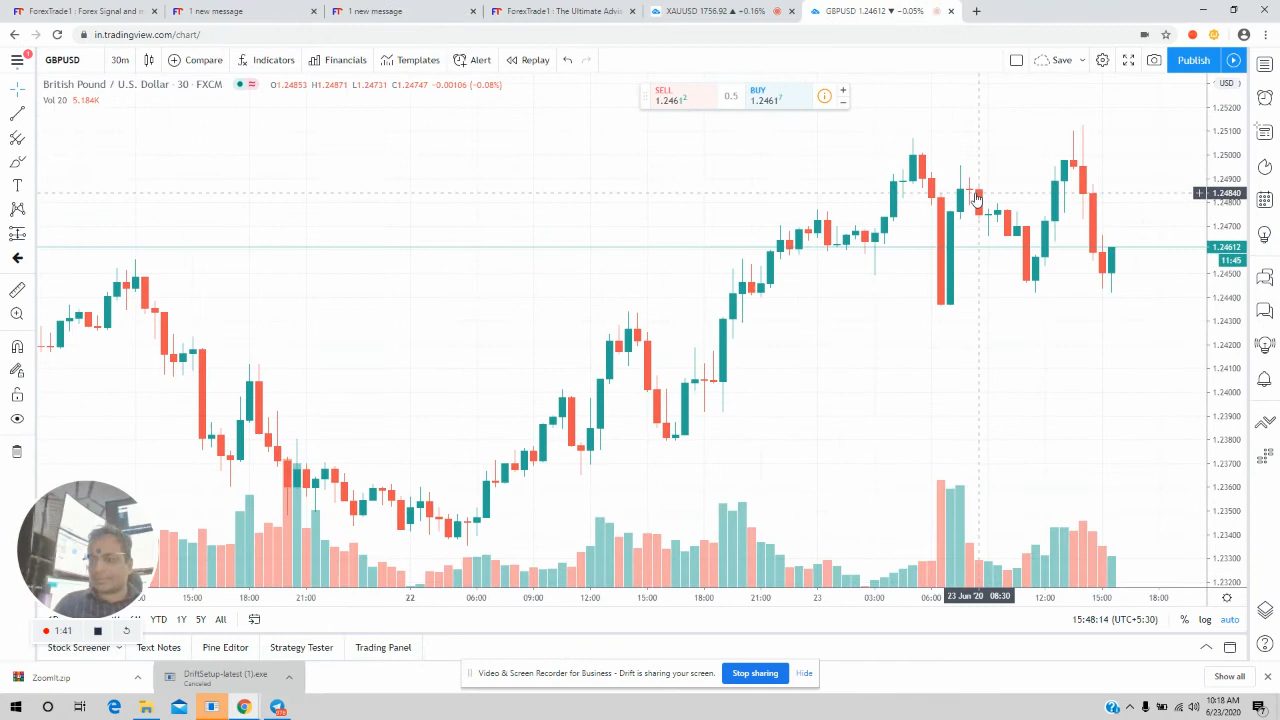 ForexTrade1 : Forex Signal and m
1 new message
1 new message
ForexTrade1 : The Ultimate Advi
XAUUSD 1756.92 ▲ +0.16%
GBPUSD 1.24612 ▼ −0.05%
in.tradingview.com/chart/
1
GBPUSD
30m
Compare
Indicators
Financials
Templates
Alert
Replay
Save
Publish
British Pound / U.S. Dollar · 30 · FXCM
O1.24853 H1.24871 L1.24731 C1.24747 −0.00106 (−0.08%)
Vol 20 5.184K
SELL
1.24612
0.5
BUY
1.24617
USD
1.25200
1.25100
1.25000
1.24900
1.24840
1.24800
1.24700
1.24612
11:45
1.24500
1.24400
1.24300
1.24200
1.24100
1.24000
1.23900
1.23800
1.23700
1.23600
1.23500
1.23400
1.23300
1.23200
15:00
18:00
21:00
22
06:00
09:00
12:00
15:00
18:00
21:00
23
03:00
06:00
23 Jun '20 08:30
12:00
15:00
18:00
YTD
1Y
5Y
All
15:48:14 (UTC+5:30)
%
log
auto
1:41
Stock Screener
Text Notes
Pine Editor
Strategy Tester
Trading Panel
ZoomIt.zip
DriftSetup-latest (1).exe
Canceled
Video & Screen Recorder for Business - Drift is sharing your screen.
Stop sharing
Hide
Show all
10:18 AM
6/23/2020